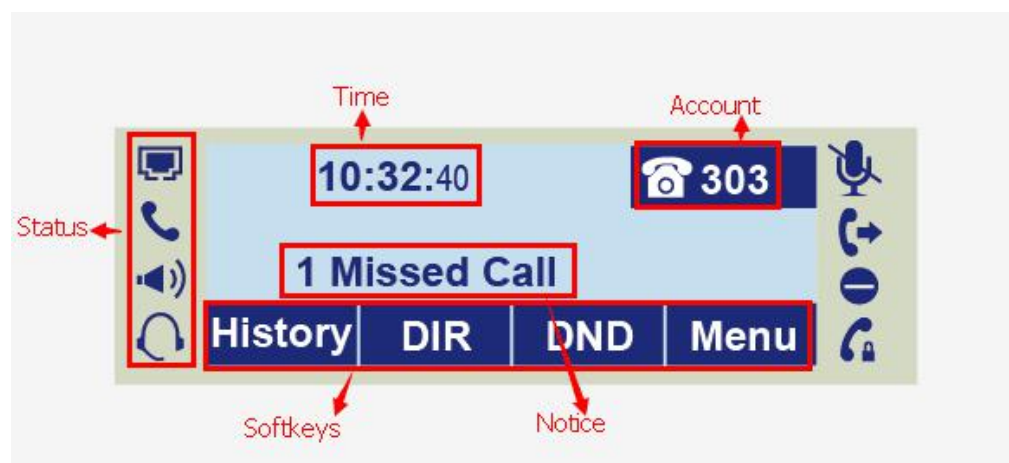 Time
Account
10:32:40
303
Status
1 Missed Call
History DIR DND Menu
Softkeys
Notice